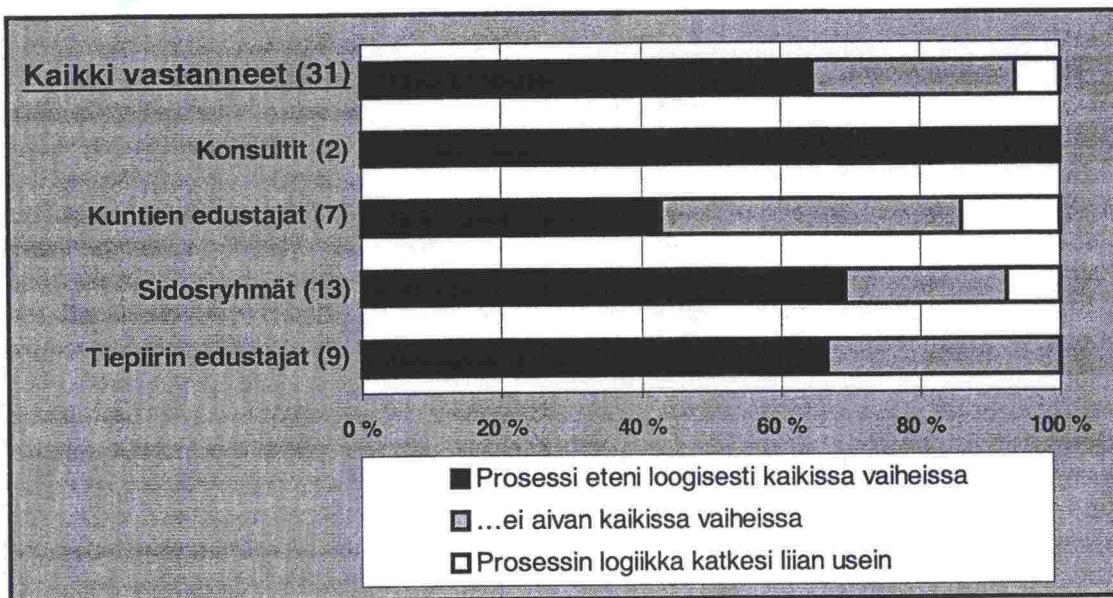 Kaikki vastanneet (31)
Konsultit (2)
Kuntien edustajat (7)
Sidosryhmät (13)
Tiepiirin edustajat (9)
0 % 20 % 40 % 60 % 80 % 100 %
Prosessi eteni loogisesti kaikissa vaiheissa
...ei aivan kaikissa vaiheissa
Prosessin logiikka katkesi liian usein